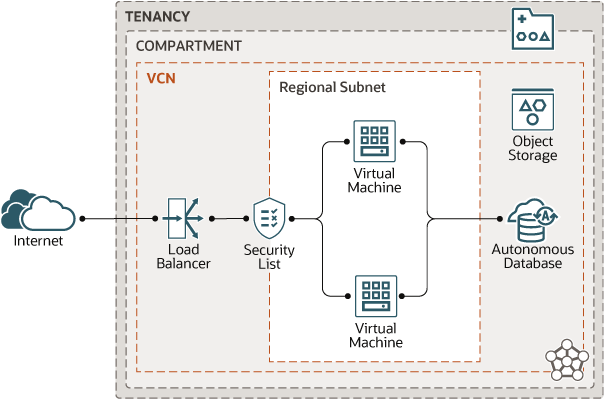 TENANCY
COMPARTMENT
VCN
Regional Subnet
Object
Storage
Virtual
Machine
Internet
Load
Balancer
Security
List
Autonomous
Database
A
Virtual
Machine